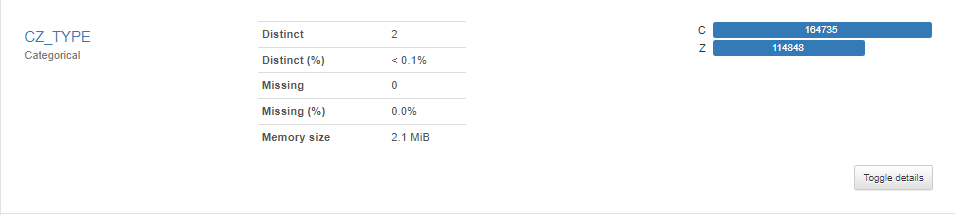 CZ_TYPE
Categorical
Distinct 2
Distinct (%) < 0.1%
Missing 0
Missing (%) 0.0%
Memory size 2.1 MiB
C 164735
Z 114848
Toggle details